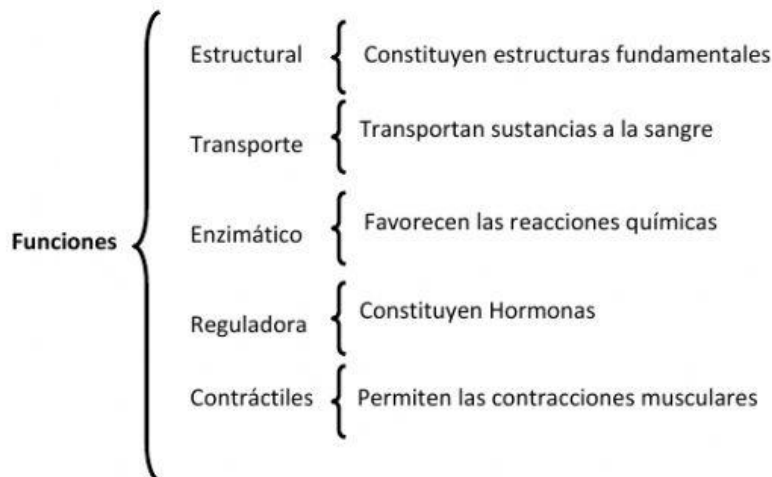 Estructural Constituyen estructuras fundamentales
Transporte Transportan sustancias a la sangre
Funciones
Enzimático Favorecen las reacciones químicas
Reguladora Constituyen Hormonas
Contráctiles Permiten las contracciones musculares